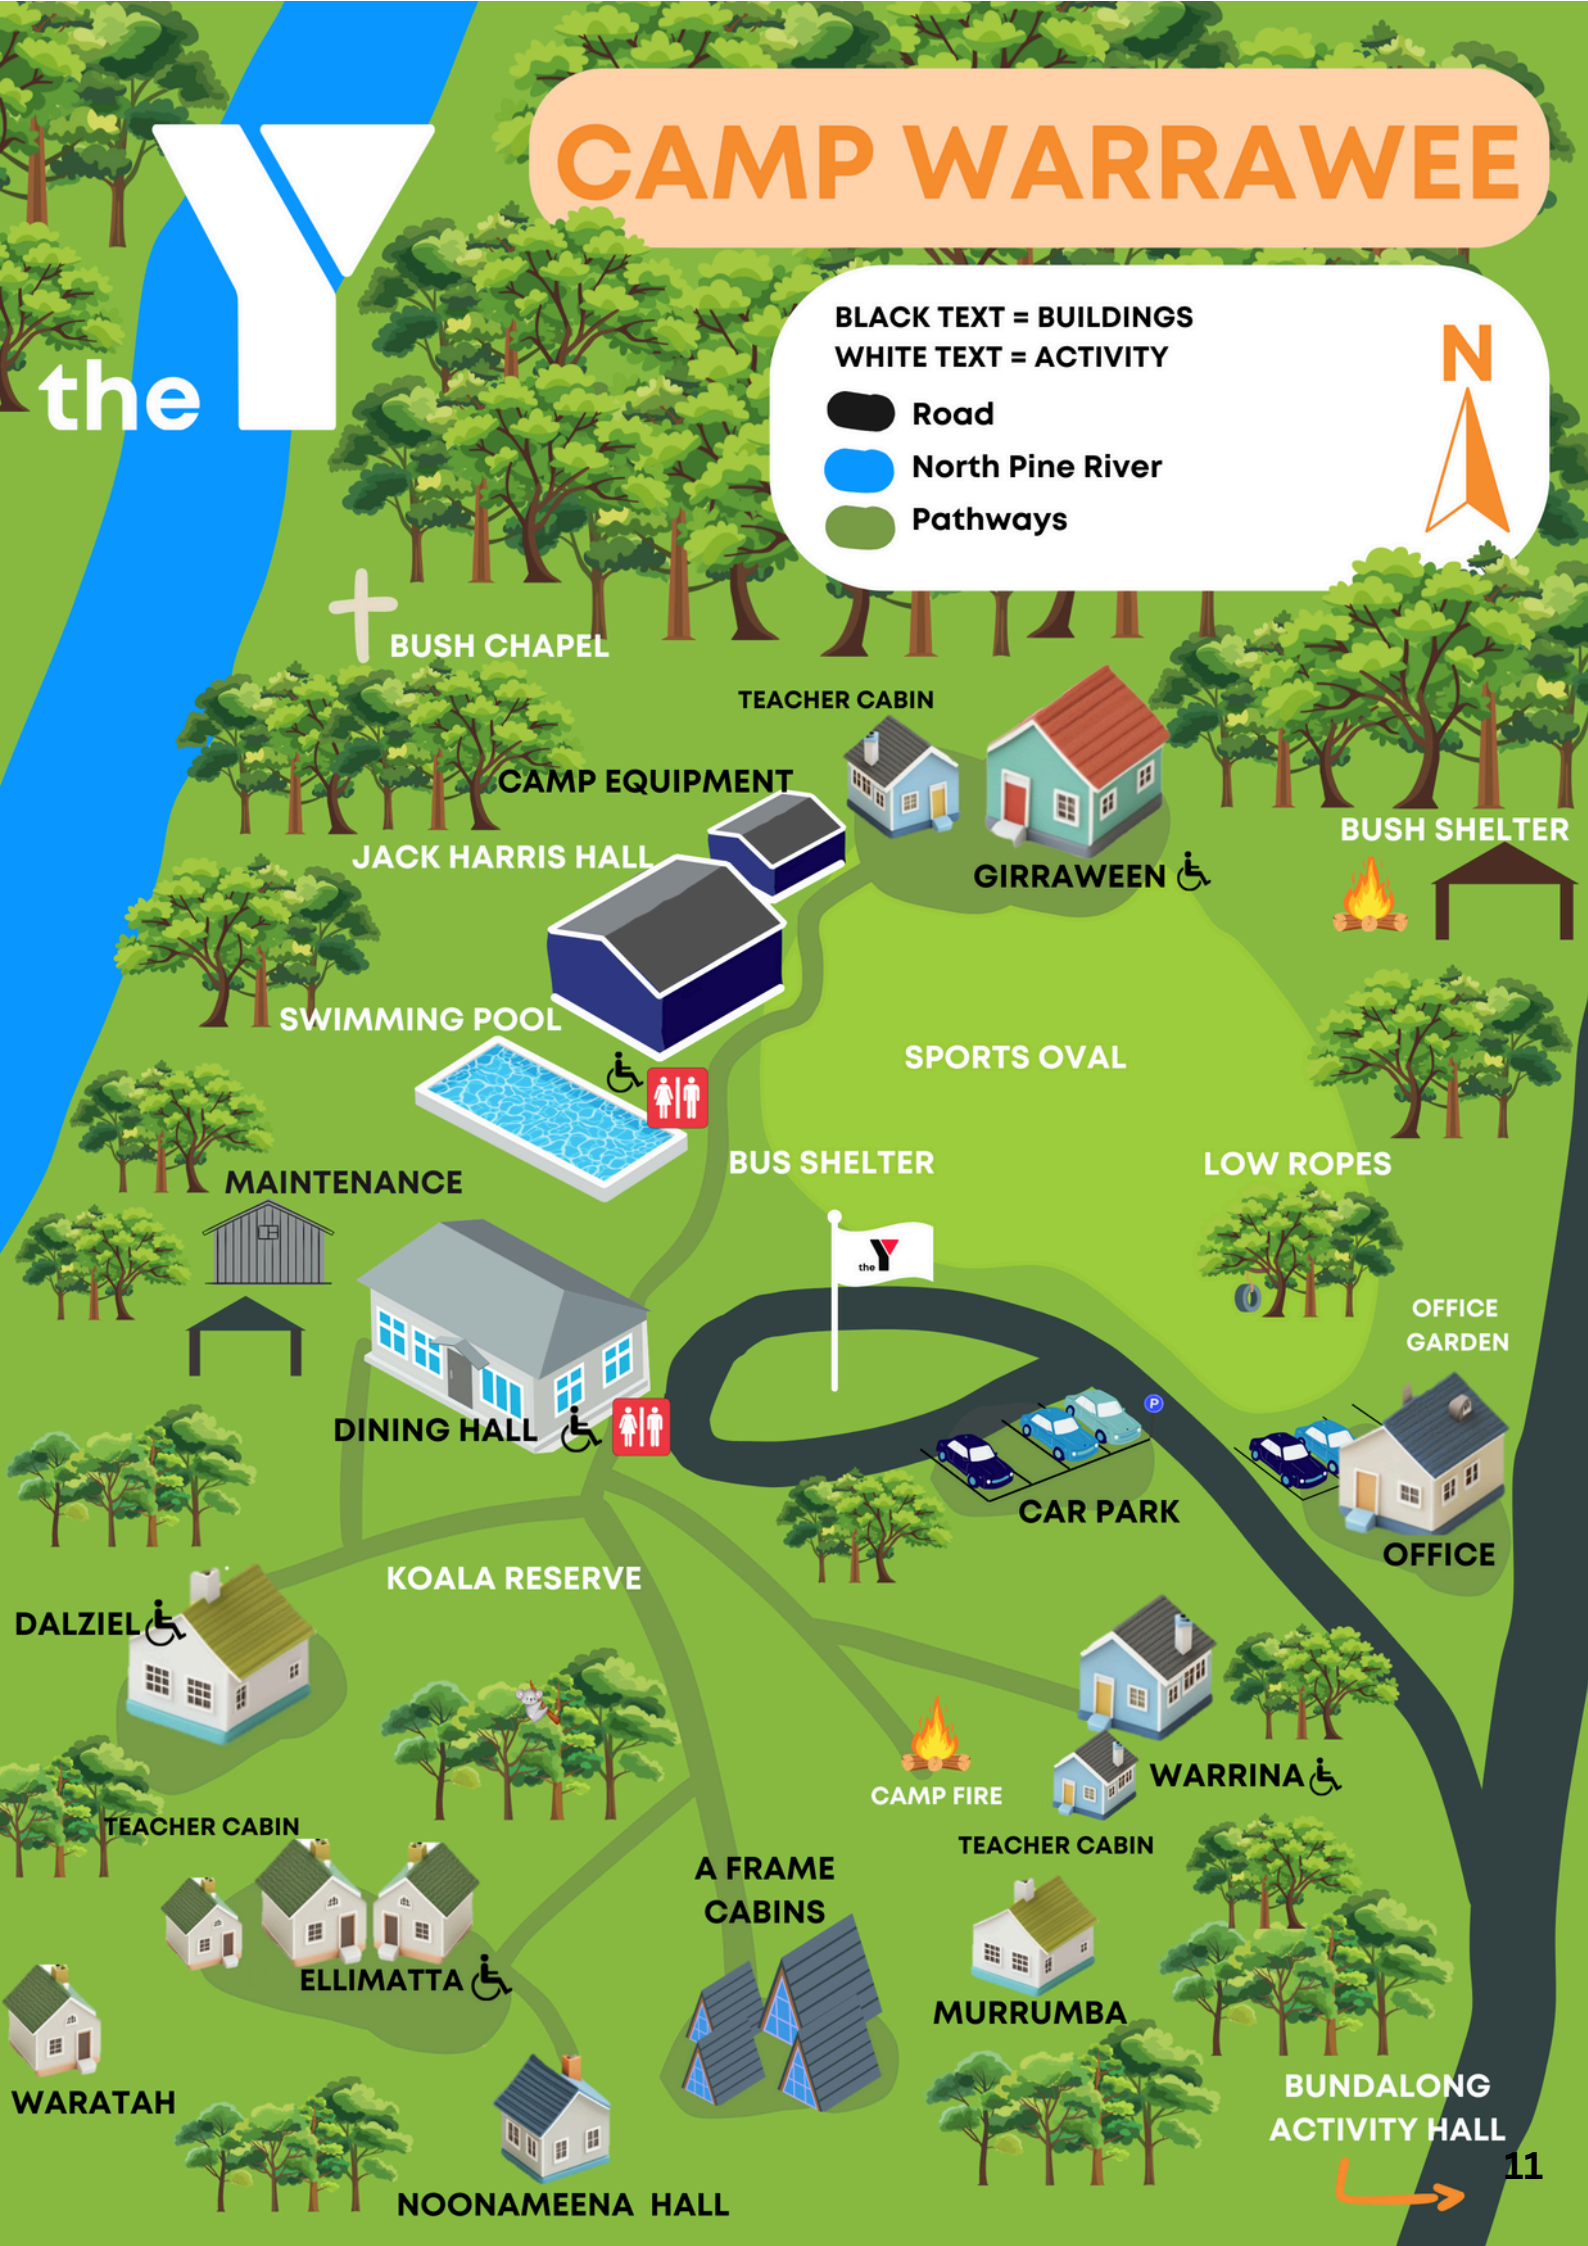 CAMP WARRAWEE
the Y
BLACK TEXT = BUILDINGS
WHITE TEXT = ACTIVITY
N
Road
North Pine River
Pathways
BUSH CHAPEL
TEACHER CABIN
CAMP EQUIPMENT
JACK HARRIS HALL
GIRRAWEEN
BUSH SHELTER
SWIMMING POOL
SPORTS OVAL
BUS SHELTER
LOW ROPES
MAINTENANCE
the Y
OFFICE
GARDEN
DINING HALL
P
CAR PARK
OFFICE
KOALA RESERVE
DALZIEL
WARRINA
CAMP FIRE
TEACHER CABIN
TEACHER CABIN
A FRAME
CABINS
ELLIMATTA
MURRUMBA
WARATAH
BUNDALONG
ACTIVITY HALL
11
NOONAMEENA HALL